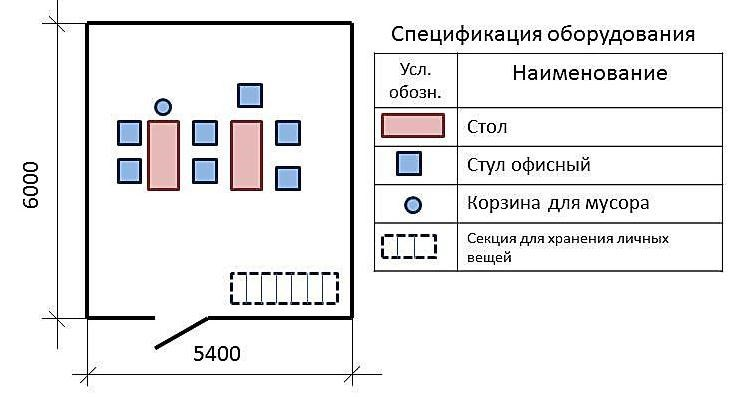 Спецификация оборудования
Усл.
обозн.
Наименование
Стол
Стул офисный
Корзина для мусора
Секция для хранения личных
вещей
6000
5400